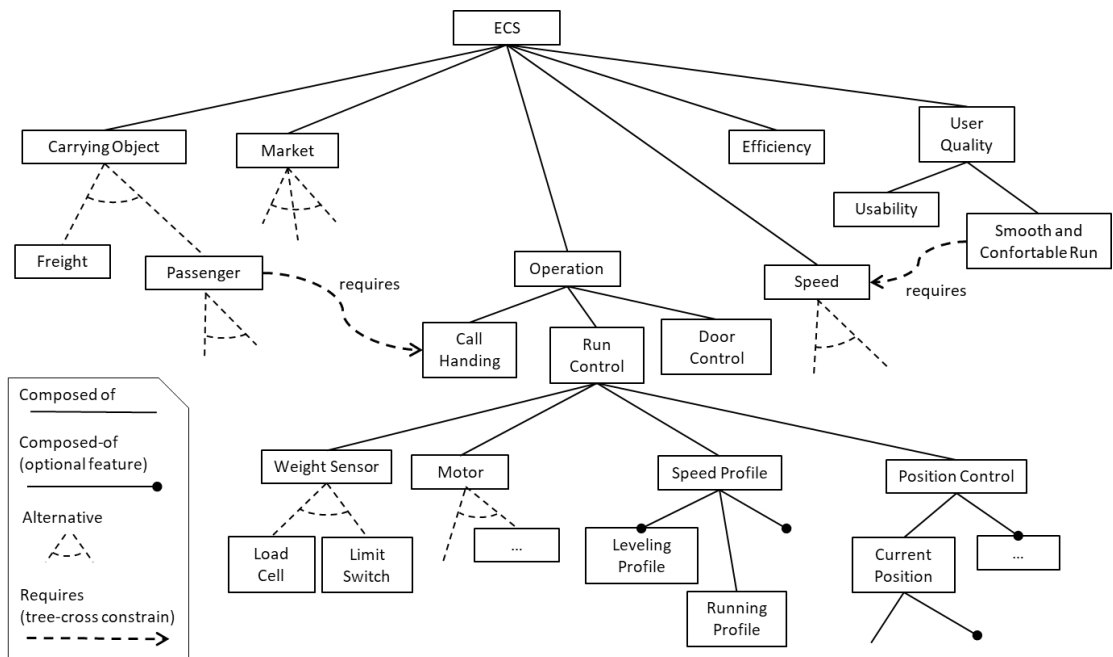 ECS
Carrying Object
Market
Efficiency
User
Quality
Usability
Smooth and
Confortable Run
Freight
Passenger
requires
Operation
Speed
requires
Call
Handing
Run
Control
Door
Control
Composed of
Composed-of
(optional feature)
Alternative
Requires
(tree-cross constrain)
Weight Sensor
Motor
Speed Profile
Position Control
Load
Cell
Limit
Switch
...
Leveling
Profile
Running
Profile
Current
Position
...